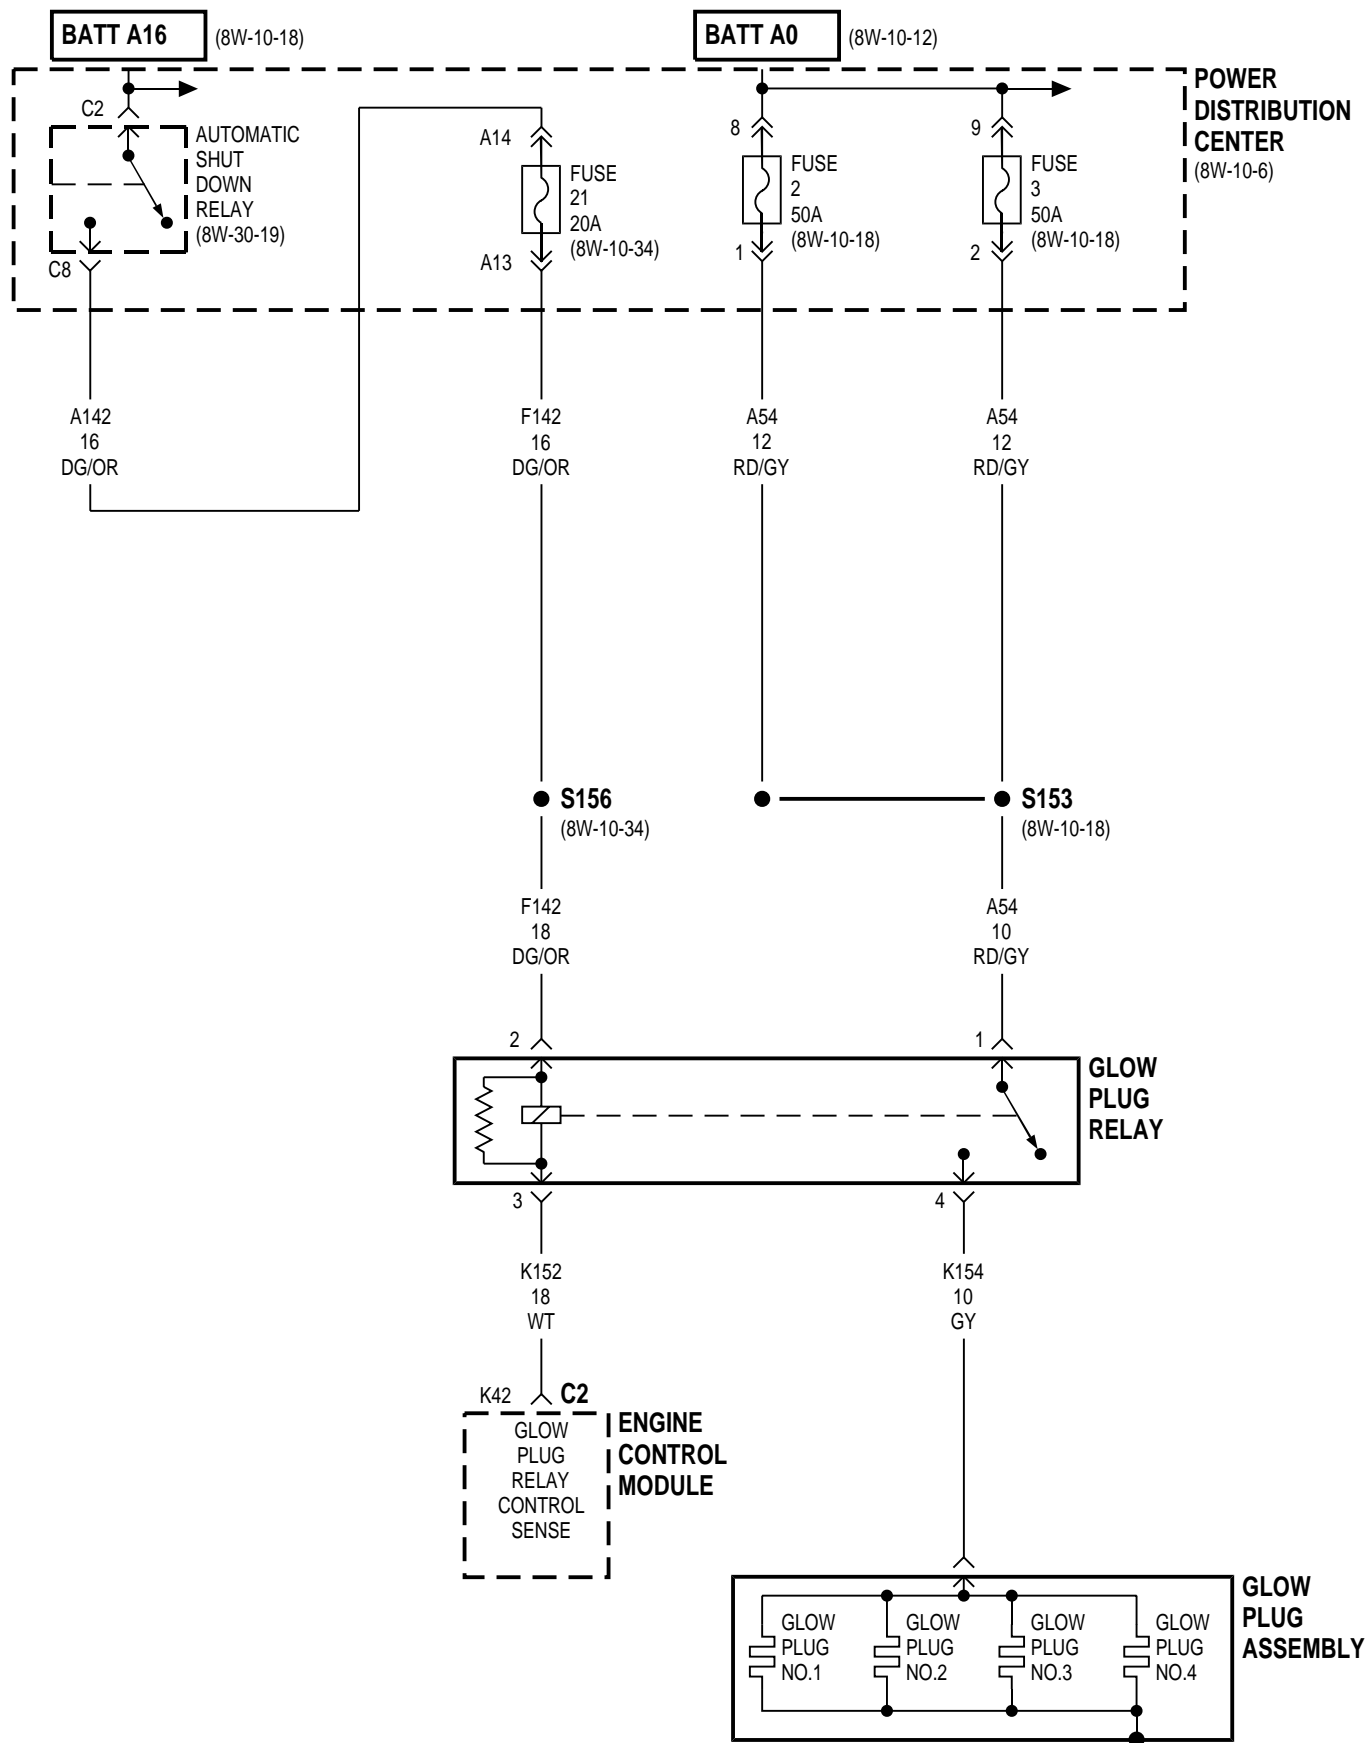 BATT A16 (8W-10-18)
BATT A0 (8W-10-12)
POWER
DISTRIBUTION
CENTER
(8W-10-6)
C2
AUTOMATIC
SHUT
DOWN
RELAY
(8W-30-19)
C8
A14
FUSE
21
20A
(8W-10-34)
A13
8
FUSE
2
50A
(8W-10-18)
1
9
FUSE
3
50A
(8W-10-18)
2
A142
16
DG/OR
F142
16
DG/OR
A54
12
RD/GY
A54
12
RD/GY
S156
(8W-10-34)
S153
(8W-10-18)
F142
18
DG/OR
A54
10
RD/GY
2
1
GLOW
PLUG
RELAY
3
4
K152
18
WT
K154
10
GY
K42 C2
GLOW
PLUG
RELAY
CONTROL
SENSE
ENGINE
CONTROL
MODULE
GLOW
PLUG
ASSEMBLY
GLOW
PLUG
NO.1
GLOW
PLUG
NO.2
GLOW
PLUG
NO.3
GLOW
PLUG
NO.4